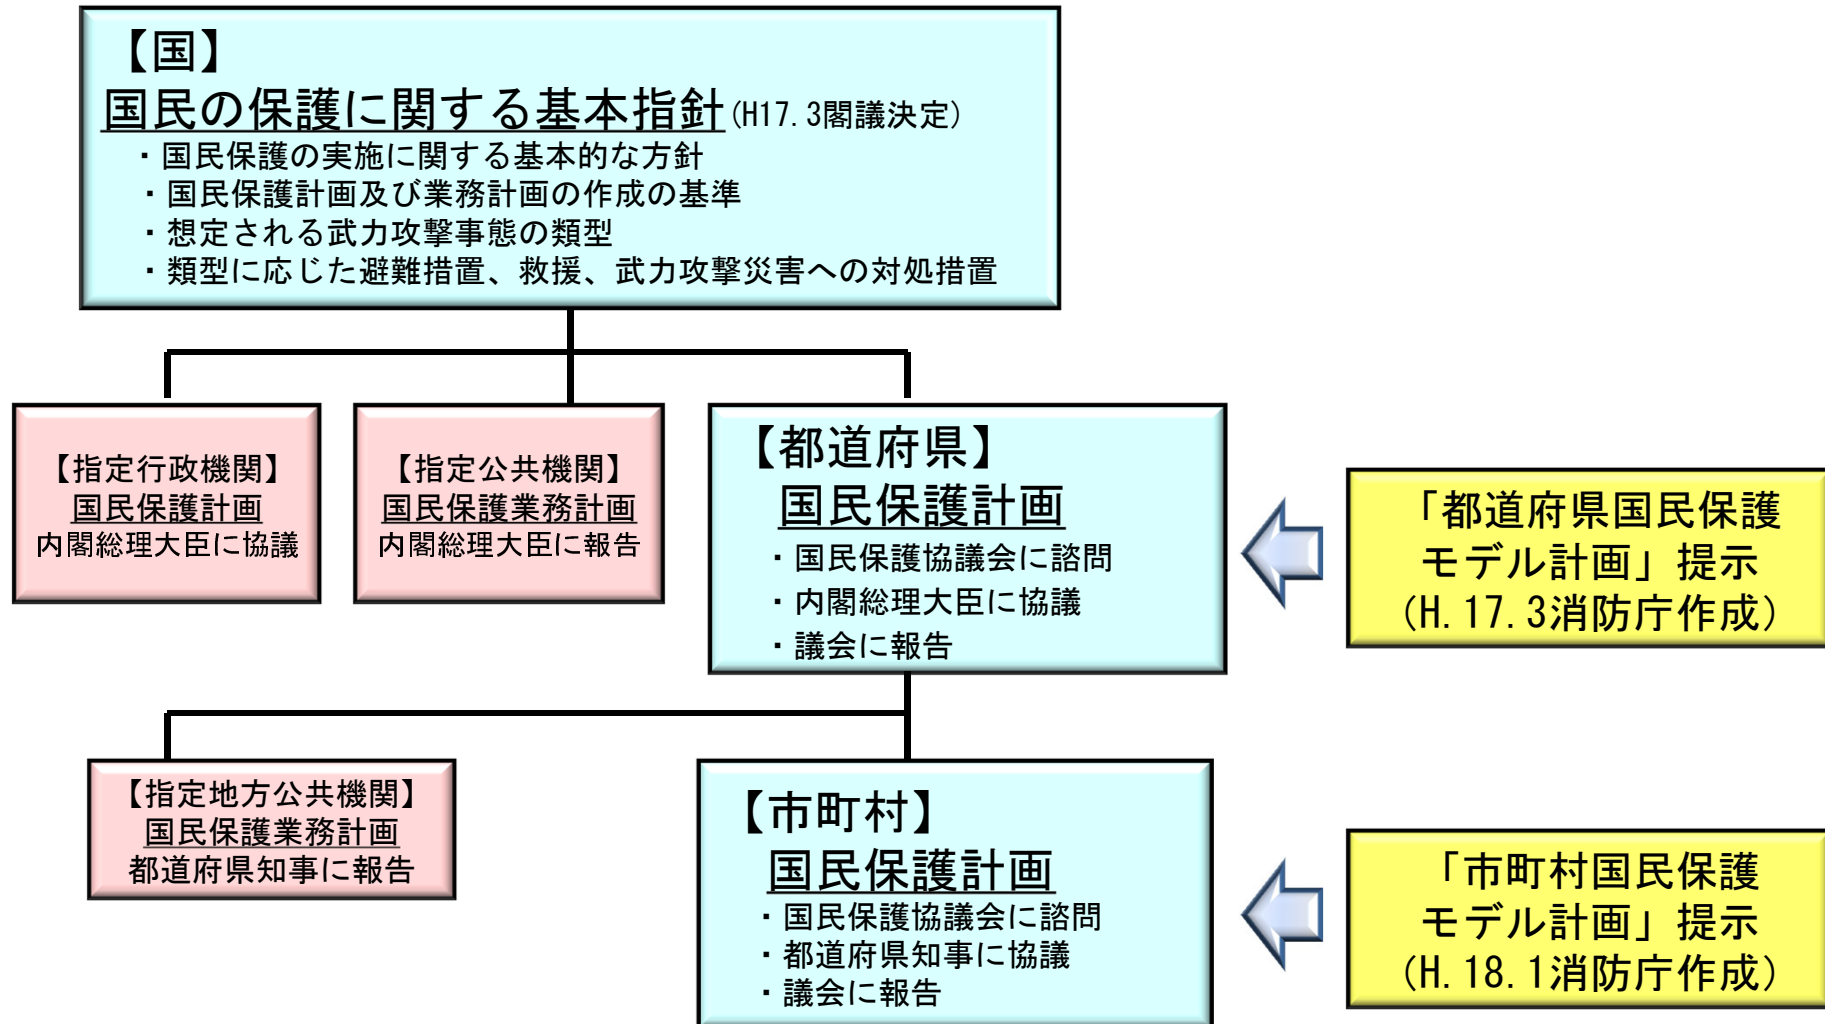 【国】
国民の保護に関する基本指針(H17.3閣議決定)
・国民保護の実施に関する基本的な方針
・国民保護計画及び業務計画の作成の基準
・想定される武力攻撃事態の類型
・類型に応じた避難措置、救援、武力攻撃災害への対処措置
【指定行政機関】
国民保護計画
内閣総理大臣に協議
【指定公共機関】
国民保護業務計画
内閣総理大臣に報告
【都道府県】
国民保護計画
・国民保護協議会に諮問
・内閣総理大臣に協議
・議会に報告
「都道府県国民保護
モデル計画」提示
(H.17.3消防庁作成)
【指定地方公共機関】
国民保護業務計画
都道府県知事に報告
【市町村】
国民保護計画
・国民保護協議会に諮問
・都道府県知事に協議
・議会に報告
「市町村国民保護
モデル計画」提示
(H.18.1消防庁作成)